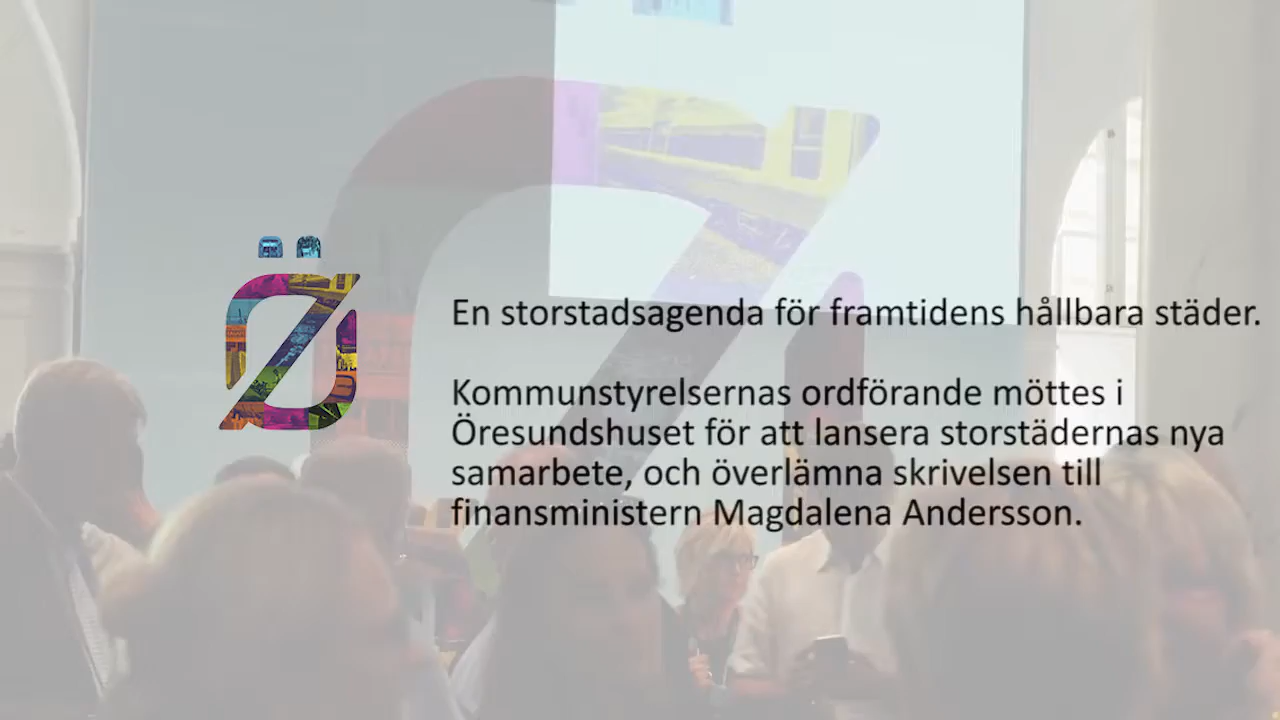 En storstadsagenda för framtidens hållbara städer.
Kommunstyrelsernas ordförande möttes i
Öresundshuset för att lansera storstädernas nya
samarbete, och överlämna skrivelsen till
finansministern Magdalena Andersson.